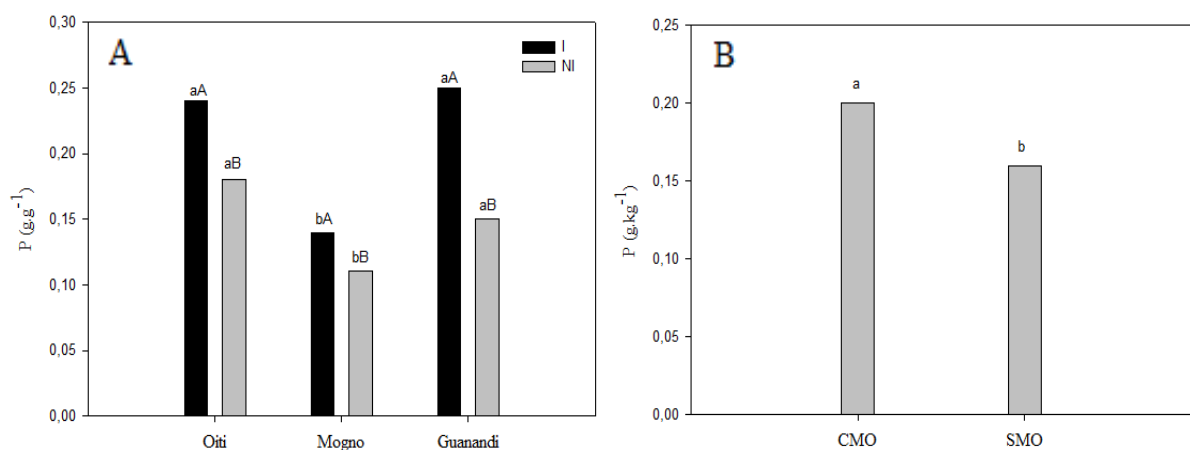 A
I
NI
P (g.g-1)
0,30
0,25
0,20
0,15
0,10
0,05
0,00
aA
aB
bA
bB
aA
aB
Oiti Mogno Guanandi
B
P (g.kg-1)
0,25
0,20
0,15
0,10
0,05
0,00
a
b
CMO SMO